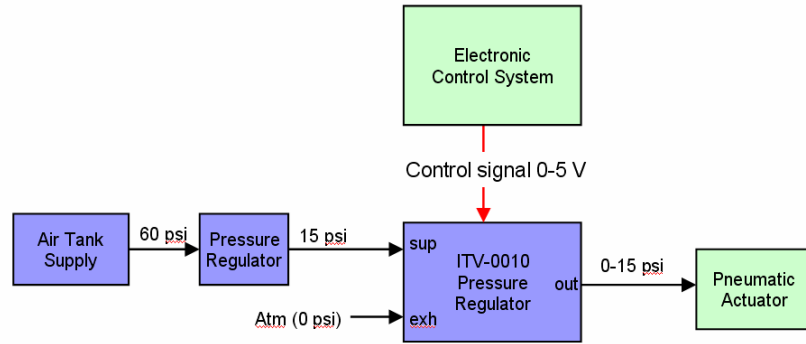 Electronic
Control System
Control signal 0-5 V
Air Tank
Supply
60 psi
Pressure
Regulator
15 psi
sup
ITV-0010
Pressure
Regulator
out
exh
Atm (0 psi)
0-15 psi
Pneumatic
Actuator